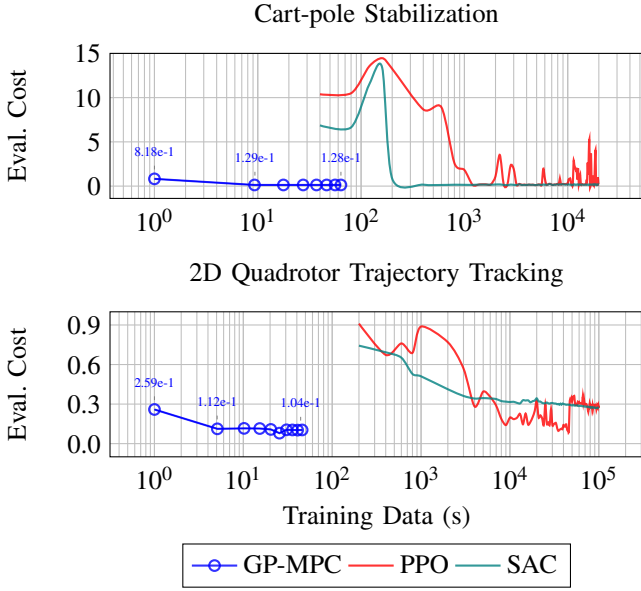 Cart-pole Stabilization
Eval. Cost
15
10
5
0
8.18e-1
1.29e-1
1.28e-1
10^0
10^1
10^2
10^3
10^4
2D Quadrotor Trajectory Tracking
Eval. Cost
0.9
0.6
0.3
0.0
2.59e-1
1.12e-1
1.04e-1
10^0
10^1
10^2
10^3
10^4
10^5
Training Data (s)
GP-MPC PPO SAC